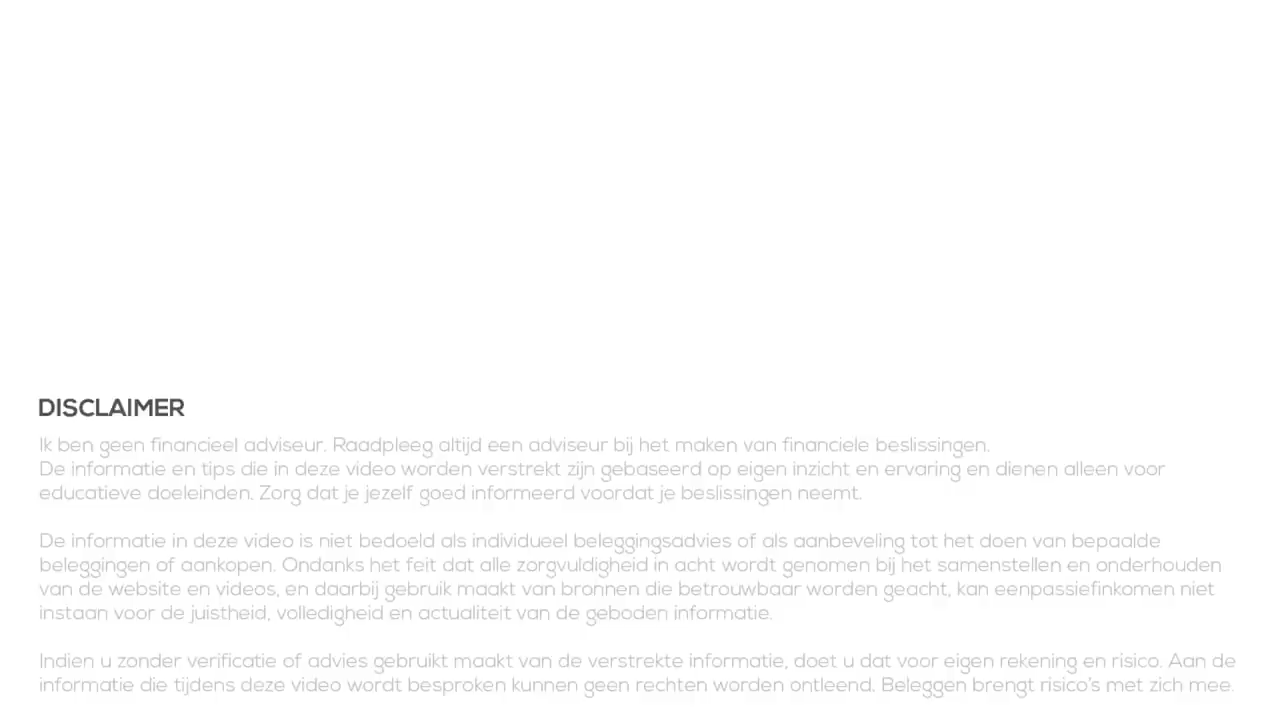 DISCLAIMER
Ik ben geen financieel adviseur. Raadpleeg altijd een adviseur bij het maken van financiele beslissingen.
De informatie en tips die in deze video worden verstrekt zijn gebaseerd op eigen inzicht en ervaring en dienen alleen voor
educatieve doeleinden. Zorg dat je jezelf goed informeerd voordat je beslissingen neemt.
De informatie in deze video is niet bedoeld als individueel beleggingsadvies of als aanbeveling tot het doen van bepaalde
beleggingen of aankopen. Ondanks het feit dat alle zorgvuldigheid in acht wordt genomen bij het samenstellen en onderhouden
van de website en videos, en daarbij gebruik maakt van bronnen die betrouwbaar worden geacht, kan eenpassiefinkomen niet
instaan voor de juistheid, volledigheid en actualiteit van de geboden informatie.
Indien u zonder verificatie of advies gebruikt maakt van de verstrekte informatie, doet u dat voor eigen rekening en risico. Aan de
informatie die tijdens deze video wordt besproken kunnen geen rechten worden ontleend. Beleggen brengt risico's met zich mee.